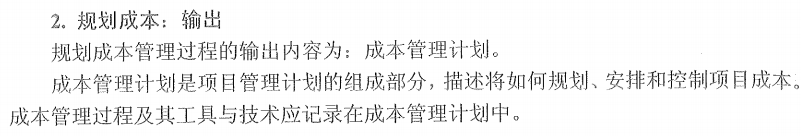 2. 规划成本：输出
规划成本管理过程的输出内容为：成本管理计划。
成本管理计划是项目管理计划的组成部分，描述将如何规划、安排和控制项目成本。
成本管理过程及其工具与技术应记录在成本管理计划中。